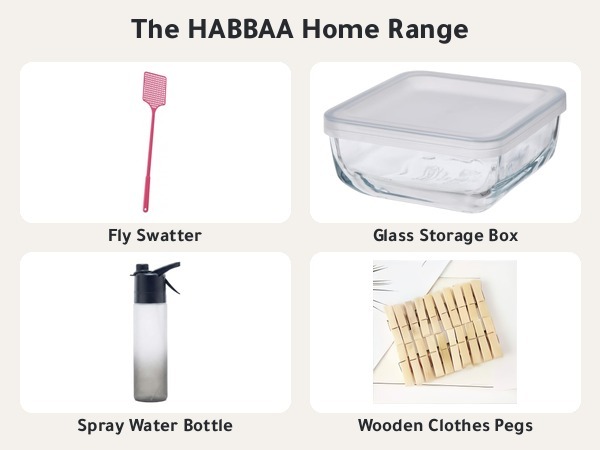 The HABBAA Home Range
Fly Swatter
Glass Storage Box
Spray Water Bottle
Wooden Clothes Pegs